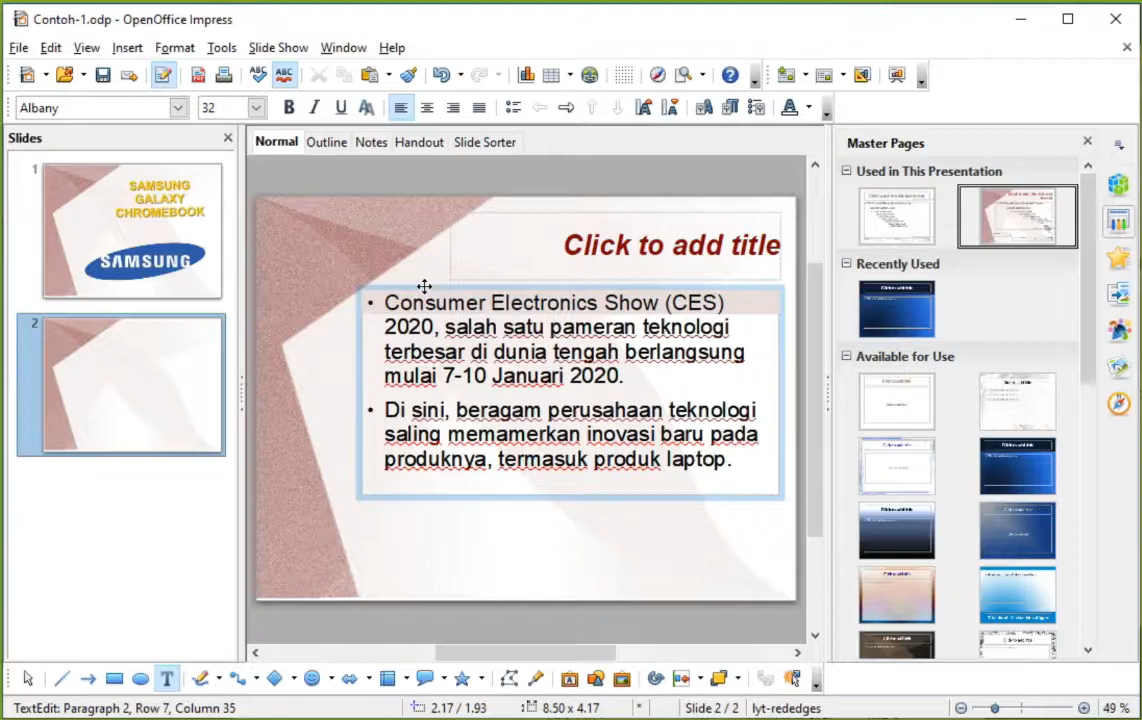 Contoh-1.odp - OpenOffice Impress
File Edit View Insert Format Tools Slide Show Window Help
Albany 32
Slides
Normal Outline Notes Handout Slide Sorter
Master Pages
Used in This Presentation
Recently Used
Available for Use
1
SAMSUNG
GALAXY
CHROMEBOOK
SAMSUNG
2
Click to add title
• Consumer Electronics Show (CES)
2020, salah satu pameran teknologi
terbesar di dunia tengah berlangsung
mulai 7-10 Januari 2020.
• Di sini, beragam perusahaan teknologi
saling memamerkan inovasi baru pada
produknya, termasuk produk laptop.
TextEdit: Paragraph 2, Row 7, Column 35
2.17 / 1.93
8.50 x 4.17
*
Slide 2 / 2
lyt-rededges
49 %